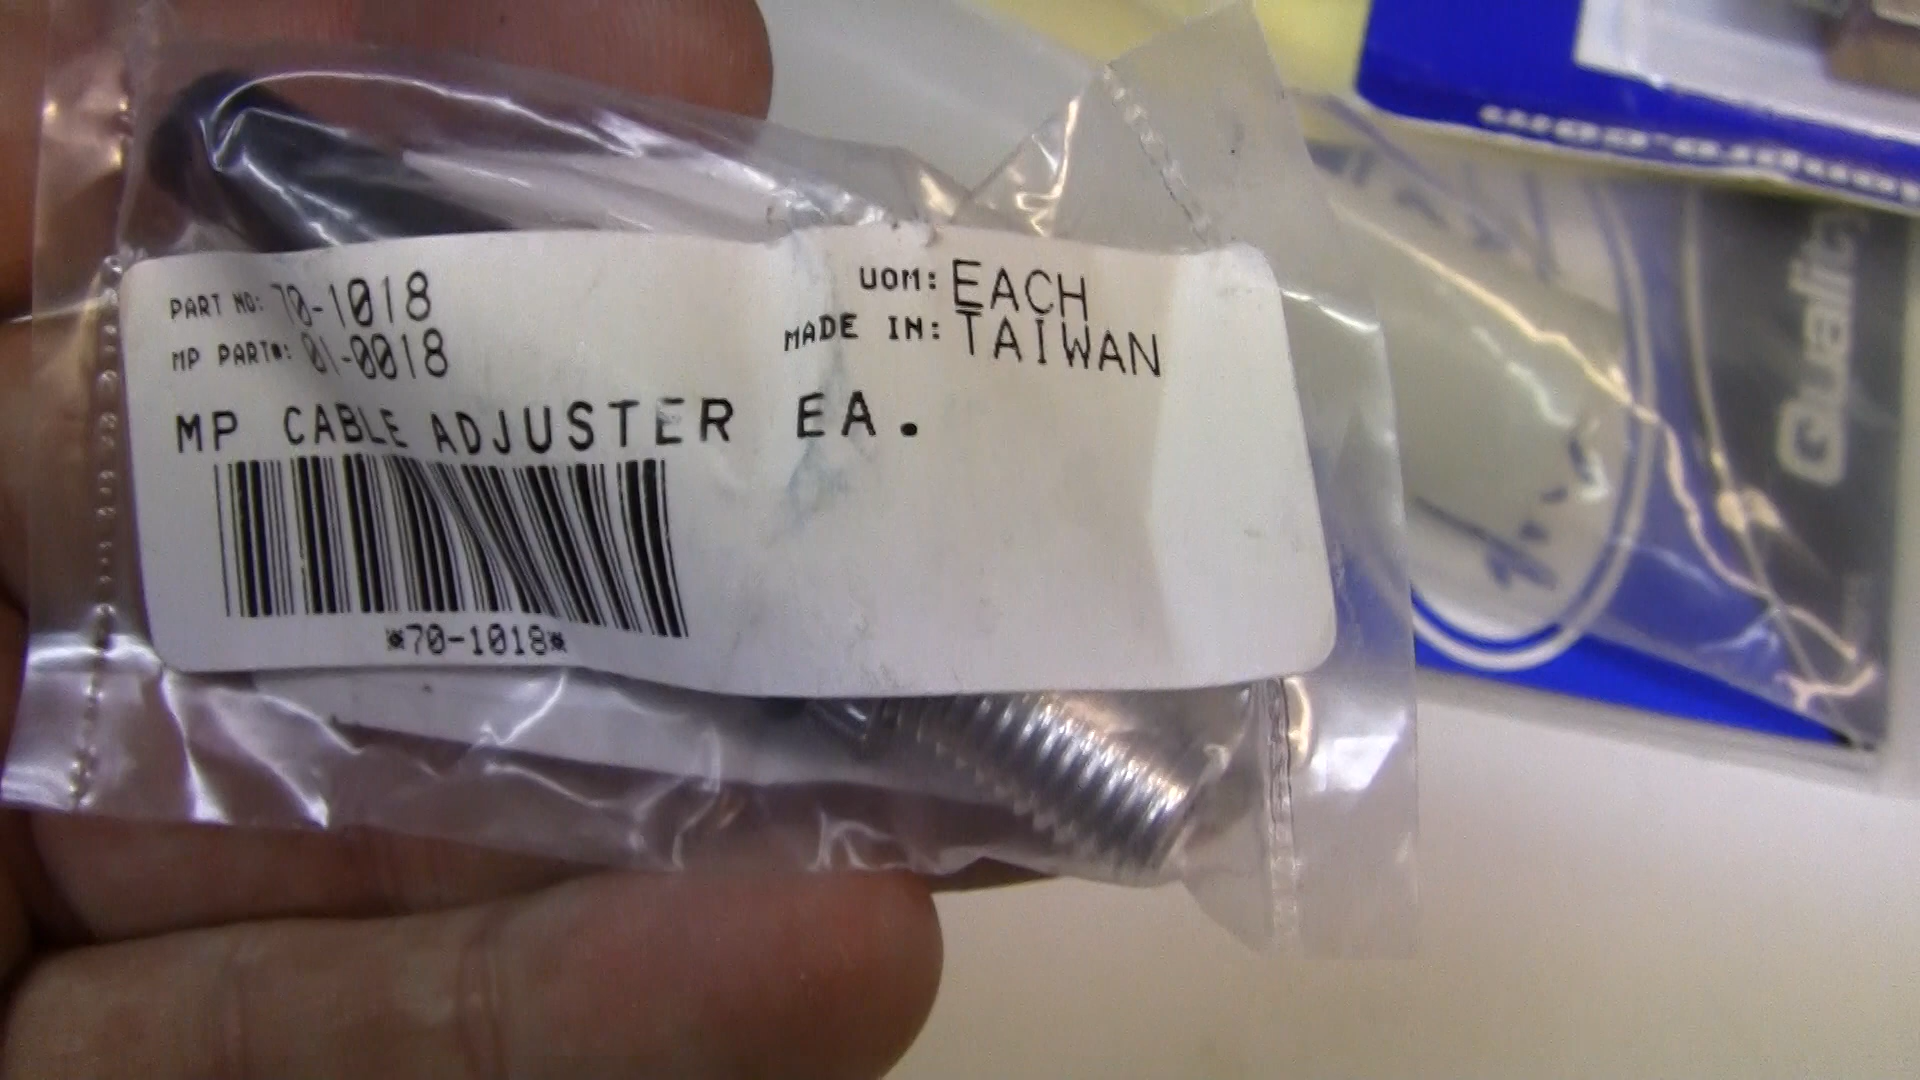 PART NO: 70-1018
MP PART#: 01-0018
UOM: EACH
MADE IN: TAIWAN
MP CABLE ADJUSTER EA.
*70-1018*
Quality